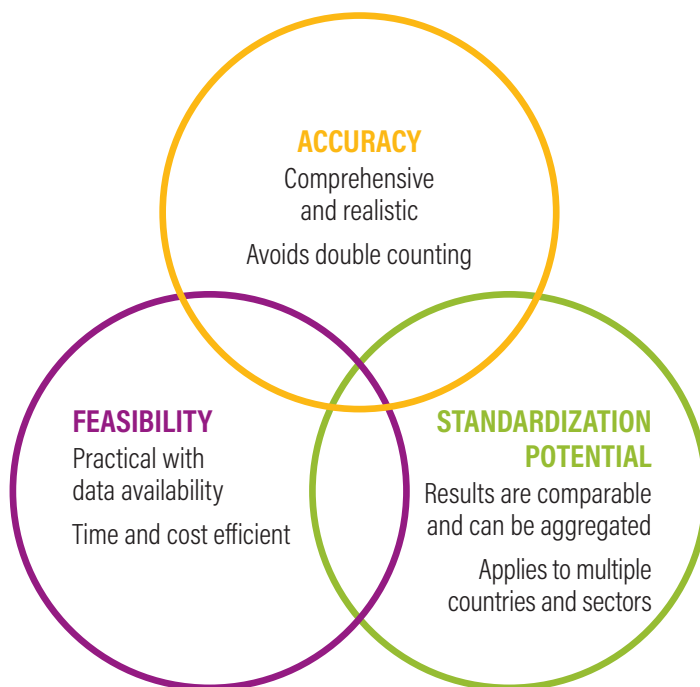 ACCURACY
Comprehensive
and realistic
Avoids double counting
FEASIBILITY
Practical with
data availability
Time and cost efficient
STANDARDIZATION
POTENTIAL
Results are comparable
and can be aggregated
Applies to multiple
countries and sectors